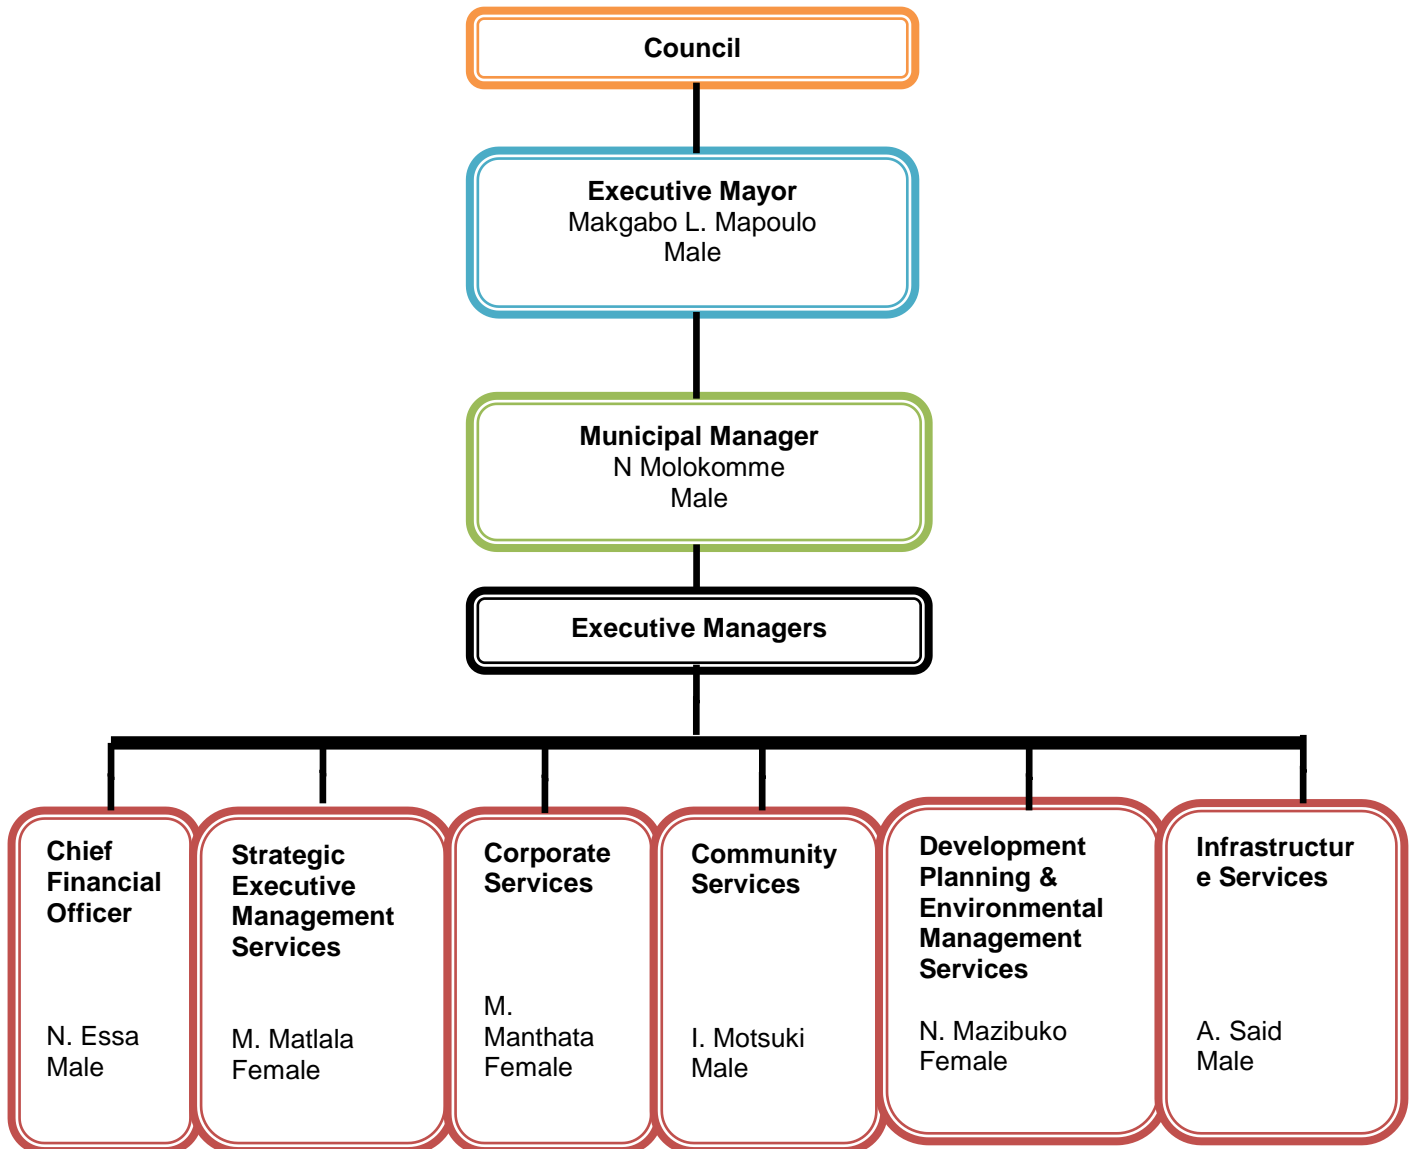 Council
Executive Mayor
Makgabo L. Mapoulo
Male
Municipal Manager
N Molokomme
Male
Executive Managers
Chief
Financial
Officer
N. Essa
Male
Strategic
Executive
Management
Services
M. Matlala
Female
Corporate
Services
M.
Manthata
Female
Community
Services
I. Motsuki
Male
Development
Planning &
Environmental
Management
Services
N. Mazibuko
Female
Infrastructur
e Services
A. Said
Male